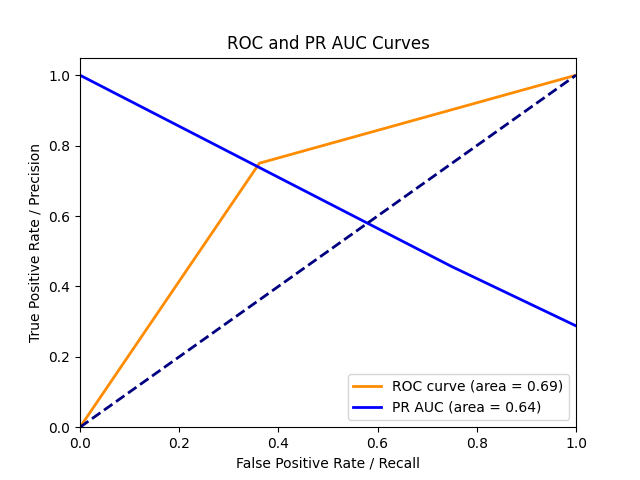 ROC and PR AUC Curves
True Positive Rate / Precision
1.0
0.8
0.6
0.4
0.2
0.0
0.0 0.2 0.4 0.6 0.8 1.0
ROC curve (area = 0.69)
PR AUC (area = 0.64)
False Positive Rate / Recall